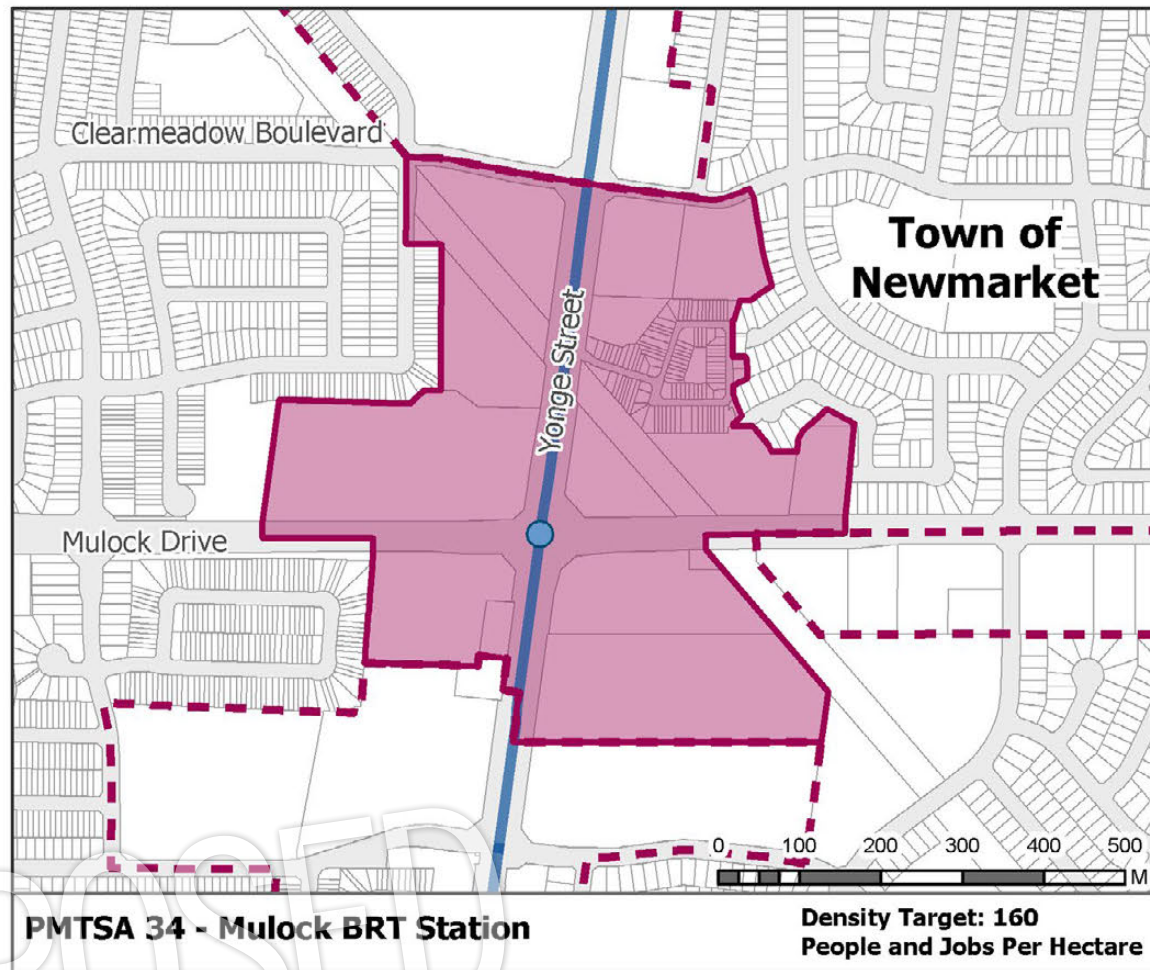 Clearmeadow Boulevard
Town of
Newmarket
Yonge Street
Mulock Drive
0 100 200 300 400 500
M
PMTSA 34 - Mulock BRT Station
Density Target: 160
People and Jobs Per Hectare
POSED